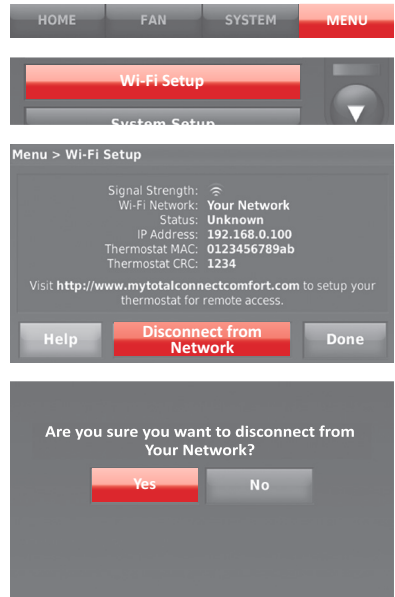 HOME FAN SYSTEM MENU
Wi-Fi Setup
System Setup
Menu > Wi-Fi Setup
Signal Strength:
Wi-Fi Network: Your Network
Status: Unknown
IP Address: 192.168.0.100
Thermostat MAC: 0123456789ab
Thermostat CRC: 1234
Visit http://www.mytotalconnectcomfort.com to setup your
thermostat for remote access.
Help
Disconnect from
Network
Done
Are you sure you want to disconnect from
Your Network?
Yes No